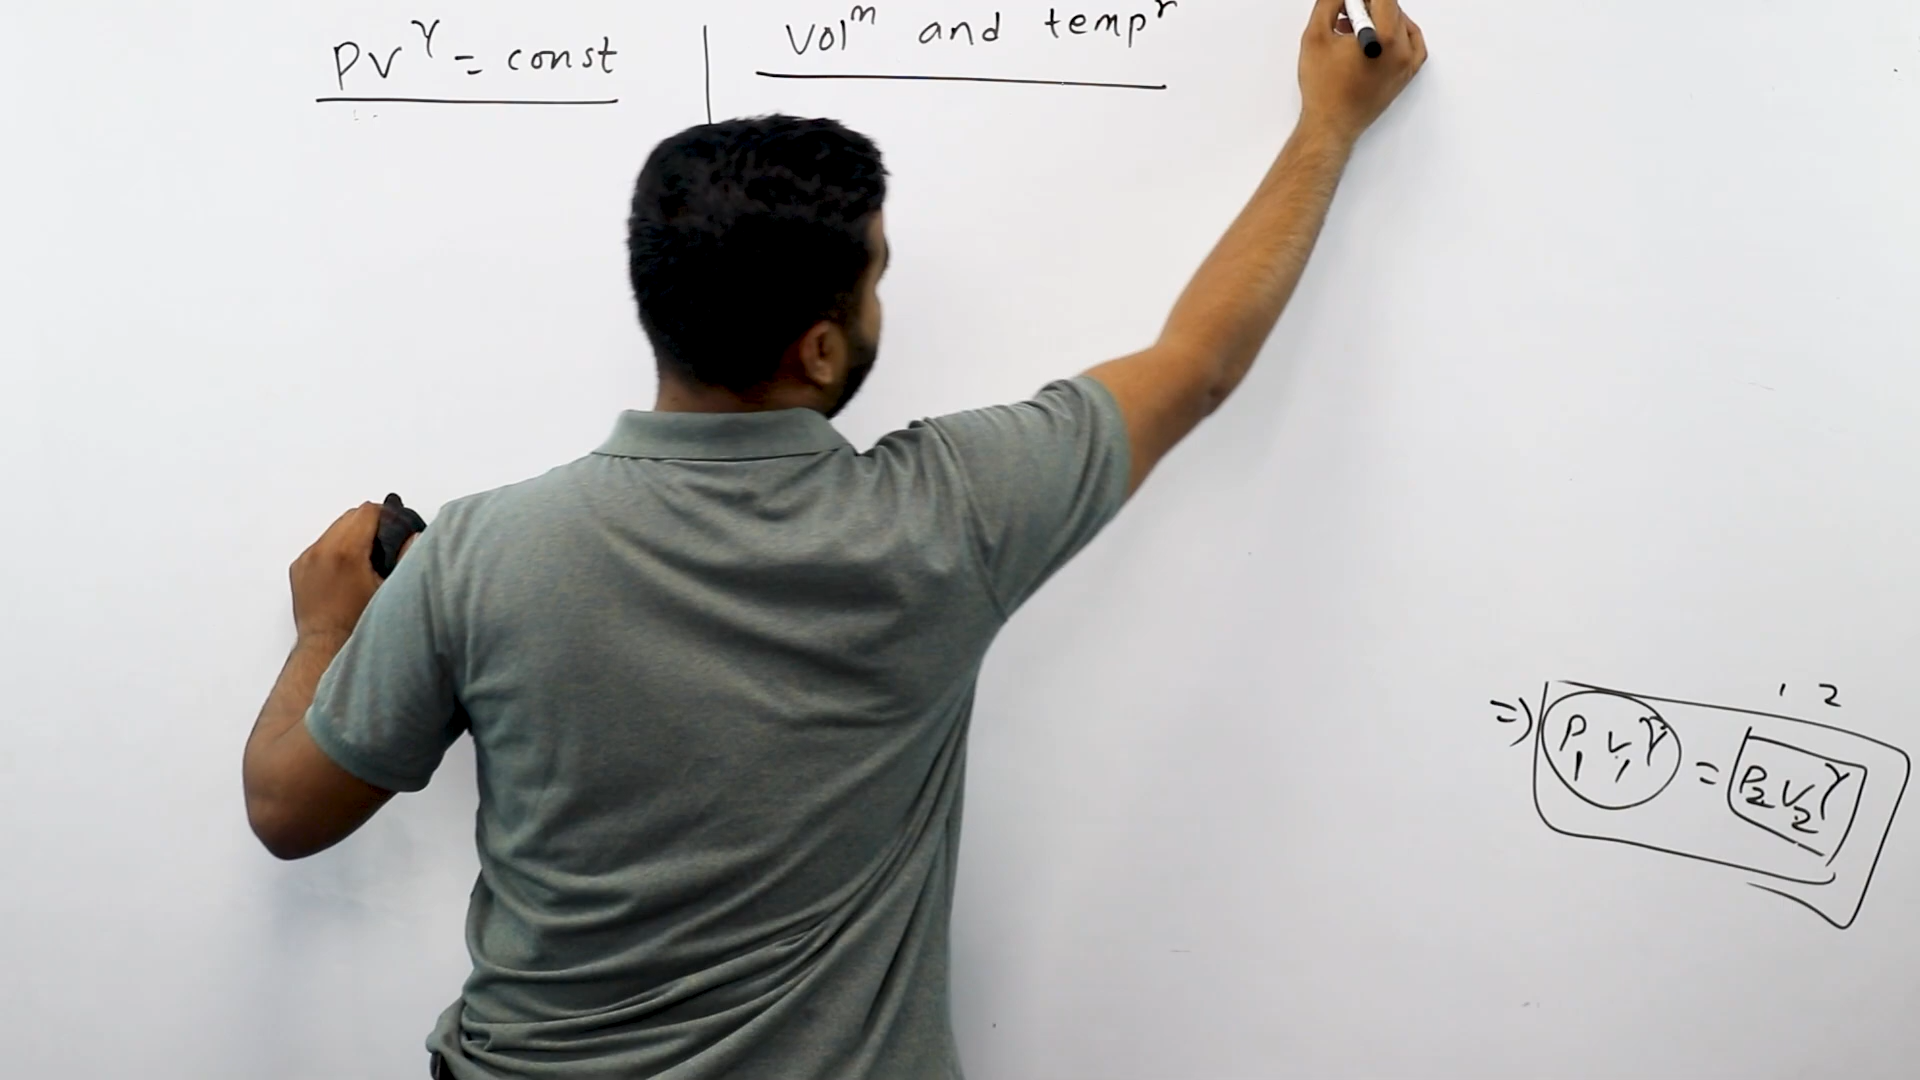 PV^γ = const
Vol^m and temp^r
1 2
=) P₁V₁^γ = P₂V₂^γ